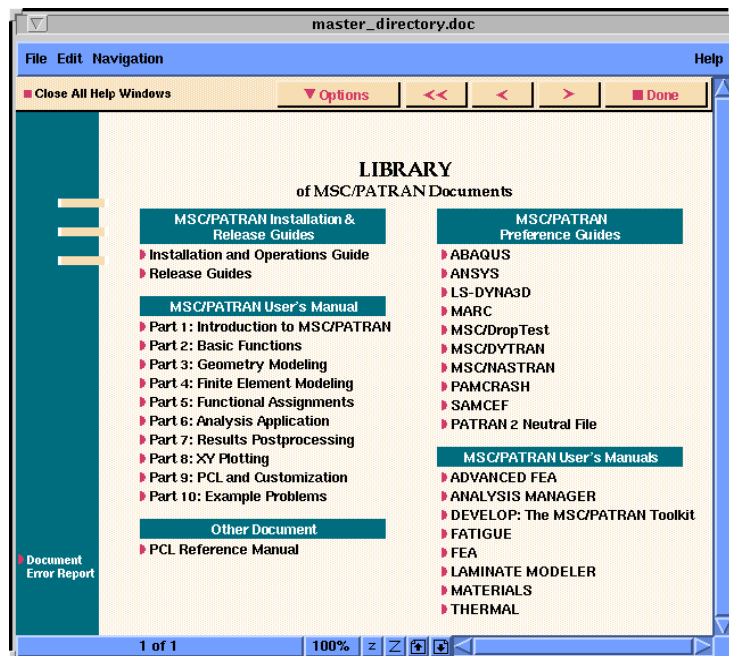 master_directory.doc
File Edit Navigation Help
Close All Help Windows Options << < > Done
LIBRARY
of MSC/PATRAN Documents
MSC/PATRAN Installation &
Release Guides
Installation and Operations Guide
Release Guides
MSC/PATRAN User's Manual
Part 1: Introduction to MSC/PATRAN
Part 2: Basic Functions
Part 3: Geometry Modeling
Part 4: Finite Element Modeling
Part 5: Functional Assignments
Part 6: Analysis Application
Part 7: Results Postprocessing
Part 8: XY Plotting
Part 9: PCL and Customization
Part 10: Example Problems
Other Document
PCL Reference Manual
MSC/PATRAN
Preference Guides
ABAQUS
ANSYS
LS-DYNA3D
MARC
MSC/DropTest
MSC/DYTRAN
MSC/NASTRAN
PAMCRASH
SAMCEF
PATRAN 2 Neutral File
MSC/PATRAN User's Manuals
ADVANCED FEA
ANALYSIS MANAGER
DEVELOP: The MSC/PATRAN Toolkit
FATIGUE
FEA
LAMINATE MODELER
MATERIALS
THERMAL
Document
Error Report
1 of 1 100% z Z